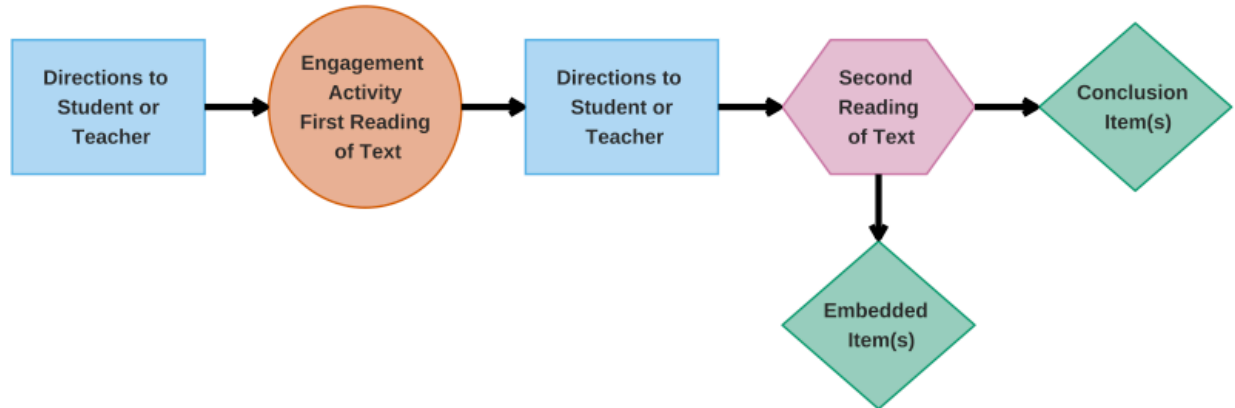 Directions to
Student or
Teacher
Engagement
Activity
First Reading
of Text
Directions to
Student or
Teacher
Second
Reading
of Text
Conclusion
Item(s)
Embedded
Item(s)